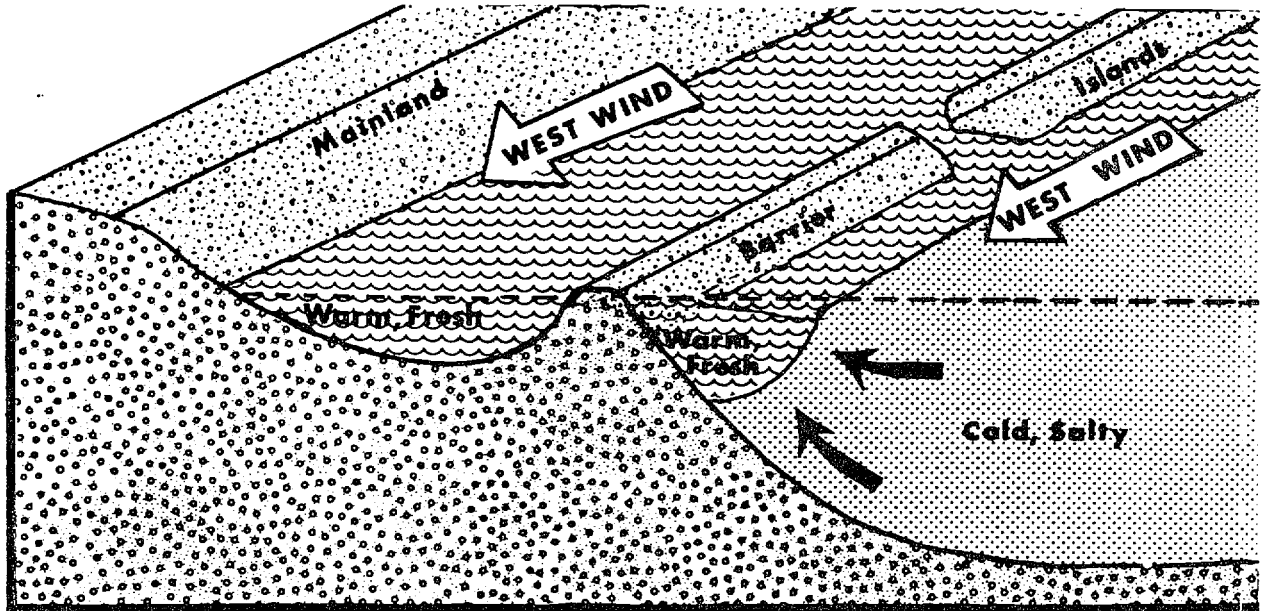 Islands
Mainland
WEST WIND
WEST WIND
Barrier
Warm, Fresh
Warm,
Fresh
Cold, Salty